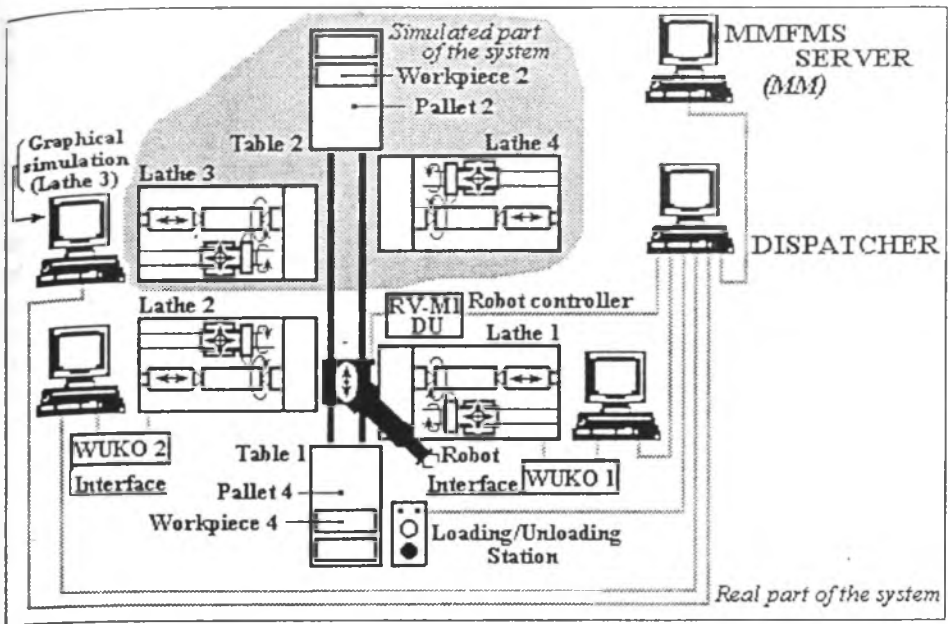 Simulated part
of the system
Workpiece 2
Pallet 2
Table 2
MMFMS
SERVER
(MM)
Graphical
simulation
(Lathe 3)
Lathe 3
Lathe 4
DISPATCHER
Lathe 2
RV-M1
DU
Robot controller
Lathe 1
WUKO 2
Interface
Table 1
Pallet 4
Workpiece 4
Robot
Interface
WUKO 1
Loading/Unloading
Station
Real part of the system